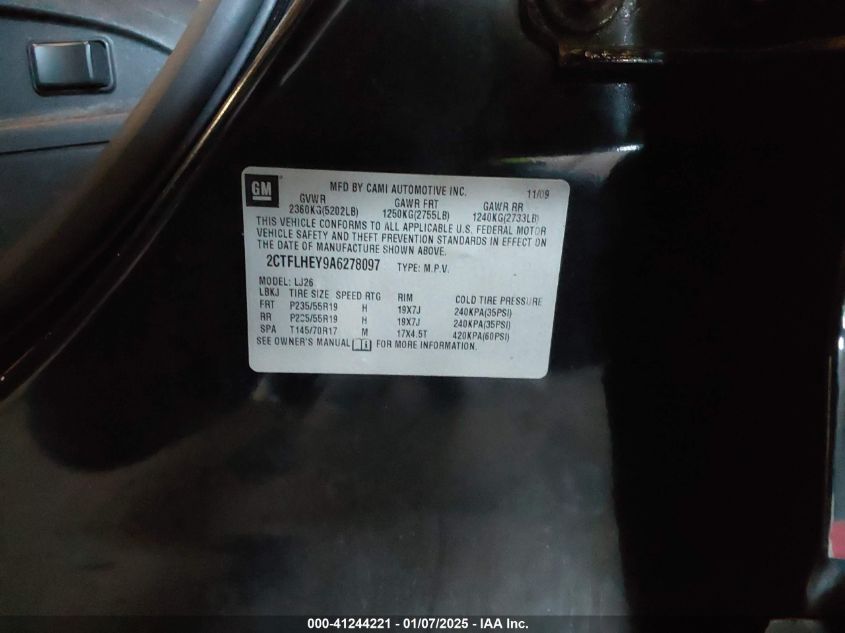 GM
MFD BY CAMI AUTOMOTIVE INC. 11/09
GVWR GAWR FRT GAWR RR
2360KG(5202LB) 1250KG(2755LB) 1240KG(2733LB)
THIS VEHICLE CONFORMS TO ALL APPLICABLE U.S. FEDERAL MOTOR
VEHICLE SAFETY AND THEFT PREVENTION STANDARDS IN EFFECT ON
THE DATE OF MANUFACTURE SHOWN ABOVE.
2CTFLHEY9A6278097 TYPE: M.P.V.
MODEL: LJ26
LBKJ TIRE SIZE SPEED RTG RIM COLD TIRE PRESSURE
FRT P235/55R19 H 19X7J 240KPA(35PSI)
RR P235/55R19 H 19X7J 240KPA(35PSI)
SPA T145/70R17 M 17X4.5T 420KPA(60PSI)
SEE OWNER'S MANUAL i FOR MORE INFORMATION.
000-41244221 - 01/07/2025 - IAA Inc.